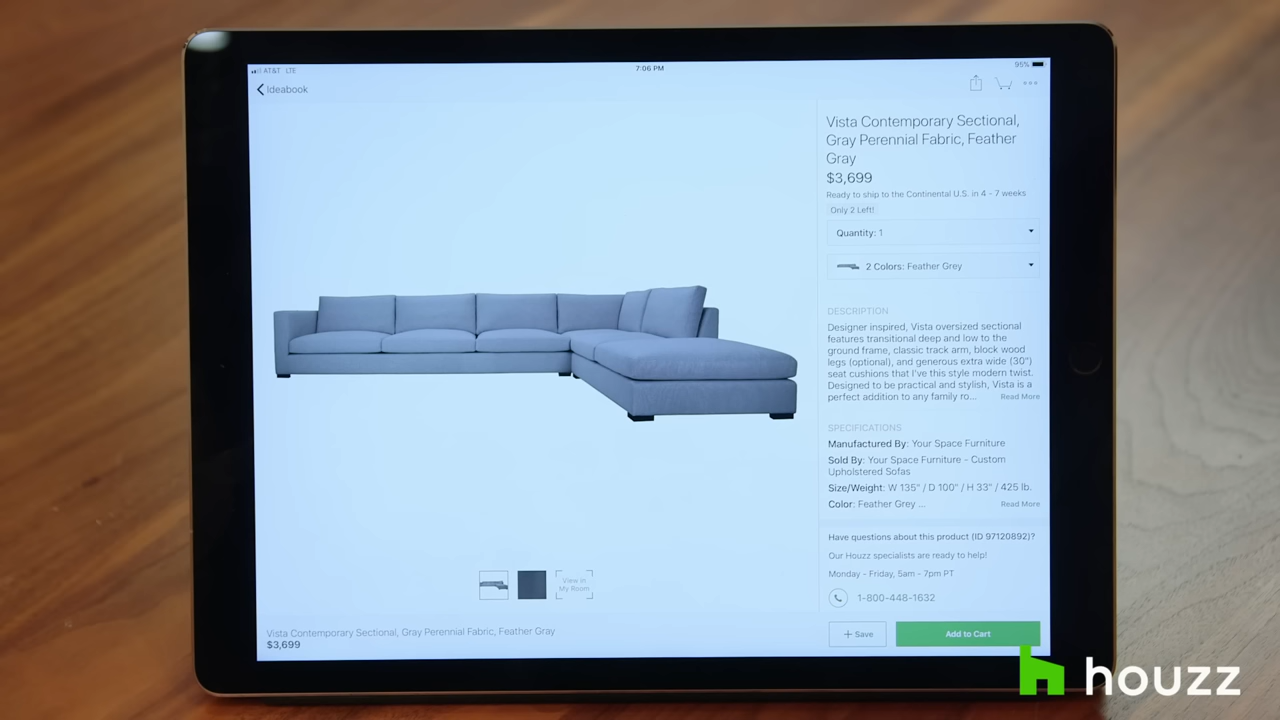 AT&T LTE
7:06 PM
95%
Ideabook
Vista Contemporary Sectional,
Gray Perennial Fabric, Feather
Gray
$3,699
Ready to ship to the Continental U.S. in 4 - 7 weeks
Only 2 Left!
Quantity: 1
2 Colors: Feather Grey
DESCRIPTION
Designer inspired, Vista oversized sectional
features transitional deep and low to the
ground frame, classic track arm, block wood
legs (optional), and generous extra wide (30")
seat cushions that I've this style modern twist.
Designed to be practical and stylish, Vista is a
perfect addition to any family ro... Read More
SPECIFICATIONS
Manufactured By: Your Space Furniture
Sold By: Your Space Furniture - Custom
Upholstered Sofas
Size/Weight: W 135" / D 100" / H 33" / 425 lb.
Color: Feather Grey ... Read More
Have questions about this product (ID 97120892)?
Our Houzz specialists are ready to help!
Monday - Friday, 5am - 7pm PT
1-800-448-1632
View in
My Room
Vista Contemporary Sectional, Gray Perennial Fabric, Feather Gray
$3,699
+ Save
Add to Cart
houzz